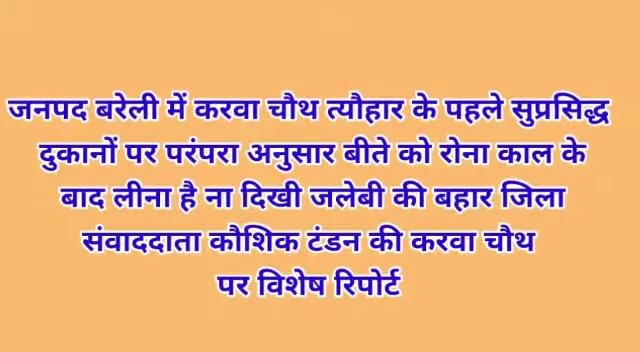 जनपद बरेली में करवा चौथ त्यौहार के पहले सुप्रसिद्ध
दुकानों पर परंपरा अनुसार बीते को रोना काल के
बाद लीना है ना दिखी जलेबी की बहार जिला
संवाददाता कौशिक टंडन की करवा चौथ
पर विशेष रिपोर्ट